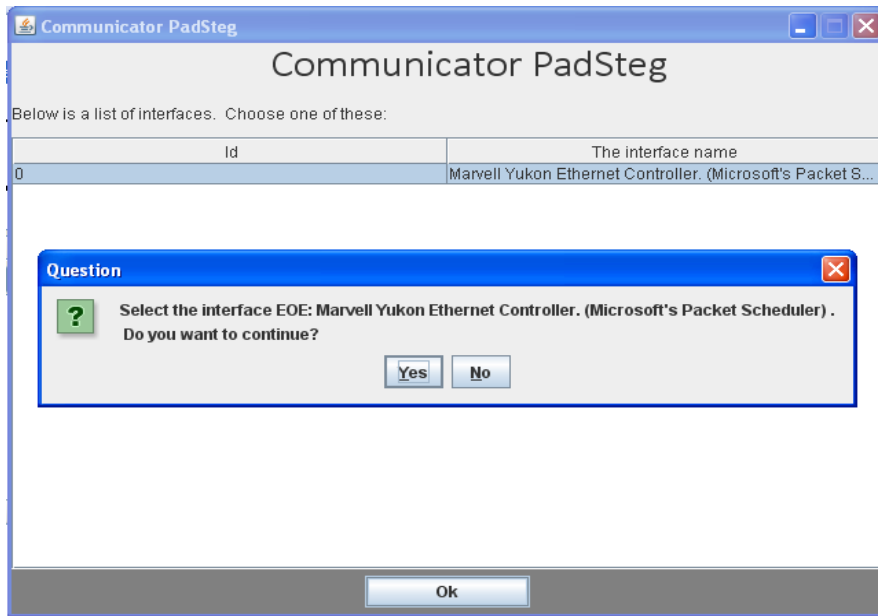 Communicator PadSteg
Communicator PadSteg
Below is a list of interfaces. Choose one of these:
Id The interface name
0 Marvell Yukon Ethernet Controller. (Microsoft's Packet S...
Question
?
Select the interface EOE: Marvell Yukon Ethernet Controller. (Microsoft's Packet Scheduler) .
Do you want to continue?
Yes No
Ok